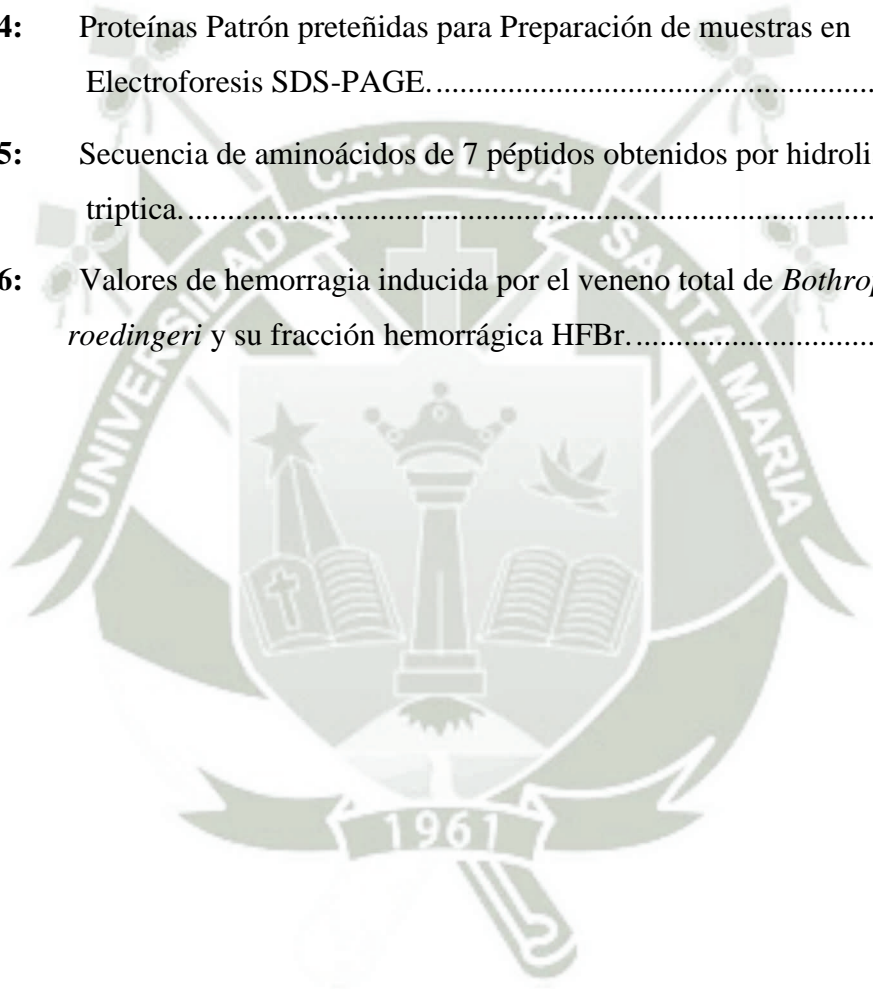 4: Proteínas Patrón preteñidas para Preparación de muestras en
Electroforesis SDS-PAGE.
5: Secuencia de aminoácidos de 7 péptidos obtenidos por hidroli
triptica.
6: Valores de hemorragia inducida por el veneno total de Bothrop
roedingeri y su fracción hemorrágica HFBr.
UNIVERSIDAD CATOLICA SANTA MARIA
1961